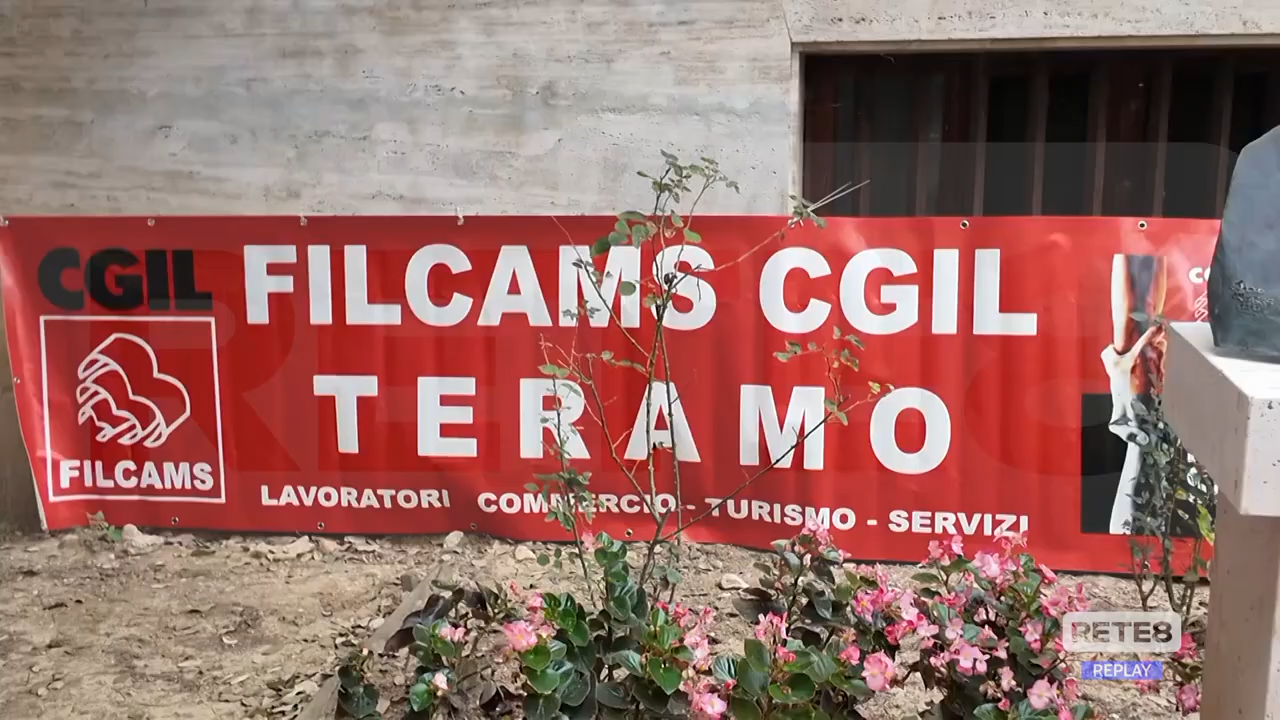 CGIL
FILCAMS
FILCAMS CGIL
TERAMO
LAVORATORI COMMERCIO - TURISMO - SERVIZI
RETE8
REPLAY